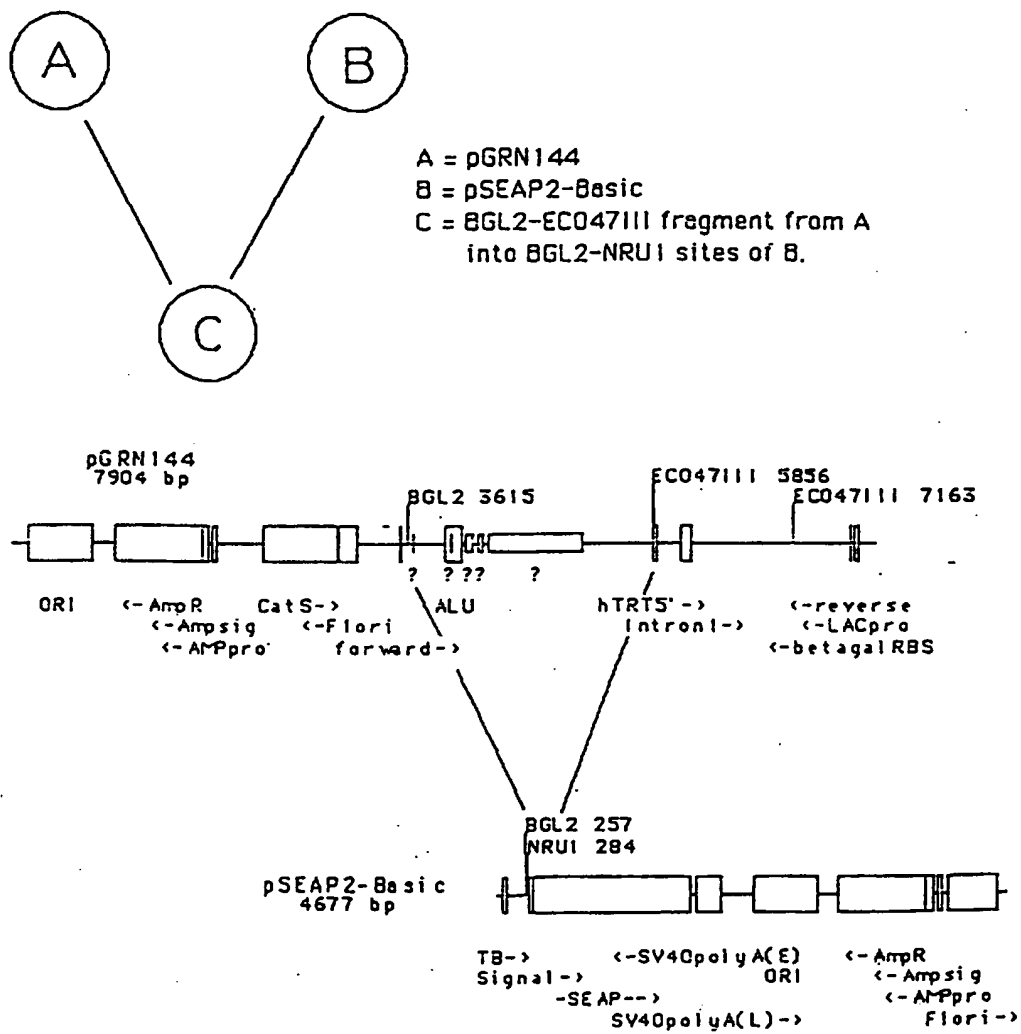 A
B
A = pGRN144
B = pSEAP2-Basic
C = BGL2-ECO47III fragment from A
into BGL2-NRU1 sites of B.
C
pGRN144
7904 bp
BGL2 3615
ECO47III 5856
ECO47III 7163
? ? ?? ?
ORI <-AmpR CatS-> ALU hTRT5'-> <-reverse
<-Ampsig <-Flori Intron1-> <-LACpro
<-AMPpro forward-> <-betagalRBS
BGL2 257
NRU1 284
pSEAP2-Basic
4677 bp
TB-> <-SV40polyA(E) <-AmpR
Signal-> ORI <-Ampsig
-SEAP--> <-AMPpro
SV40polyA(L)-> Flori->